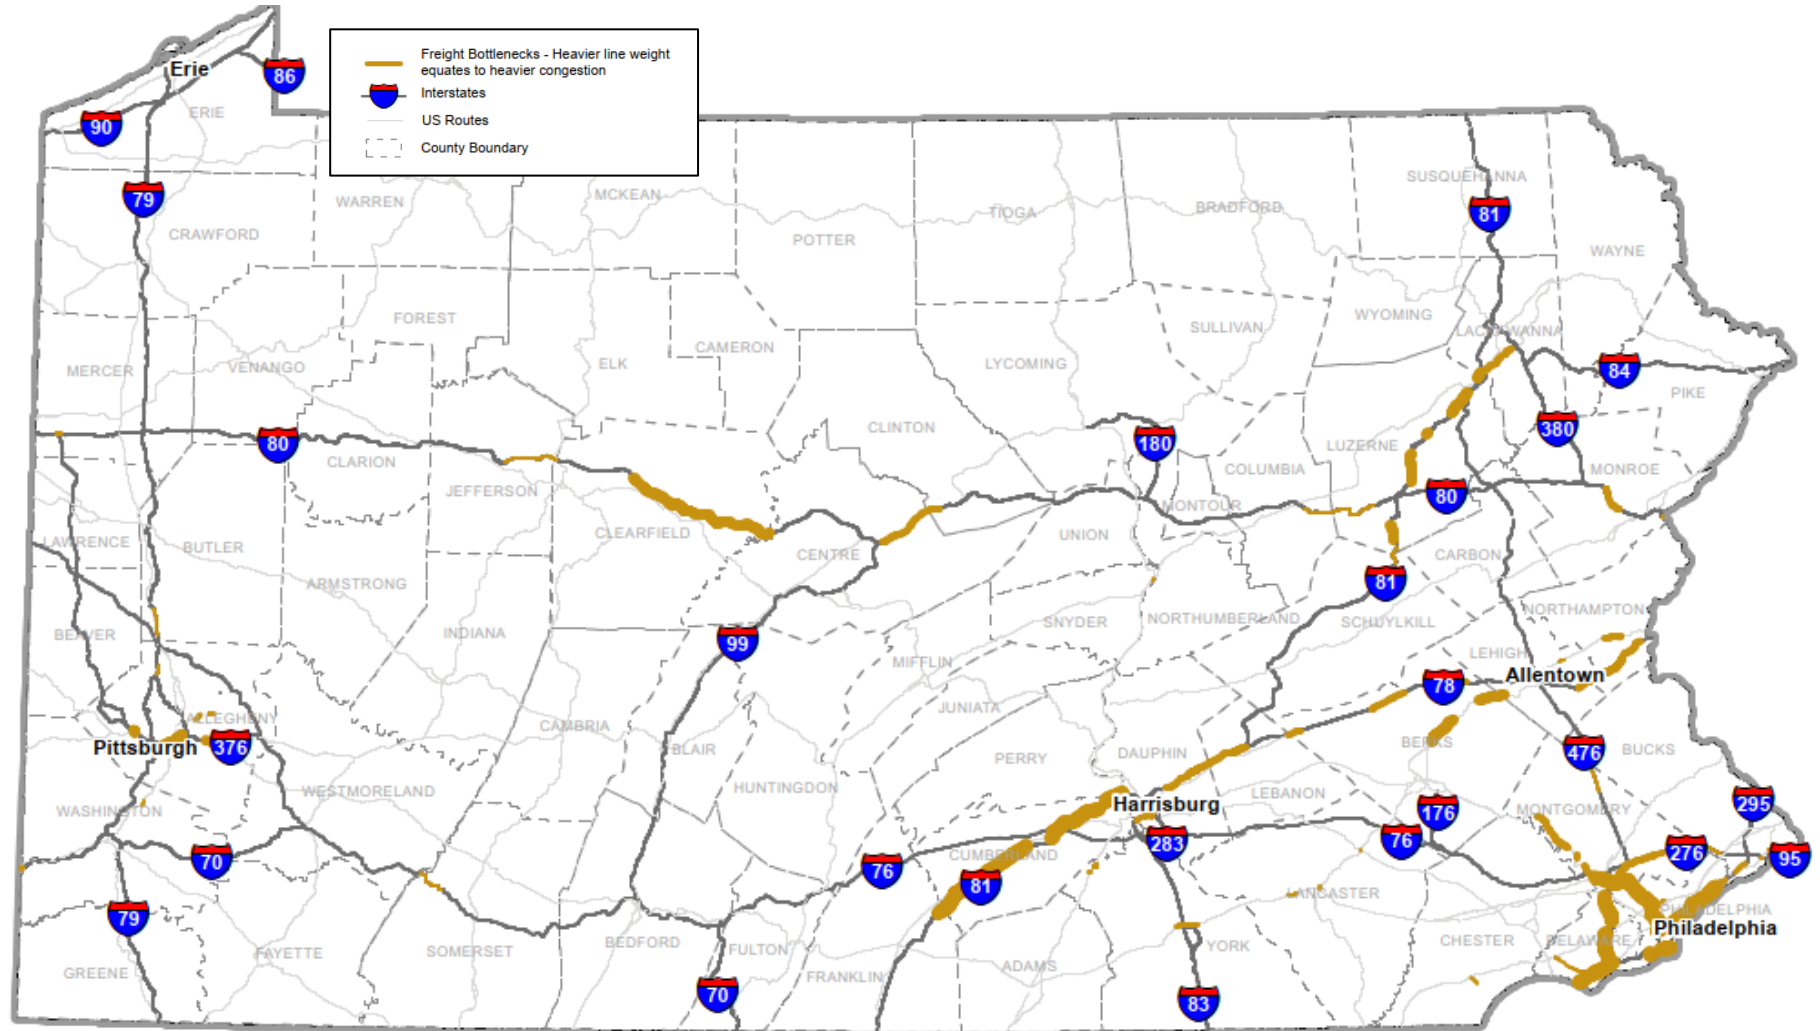 Freight Bottlenecks - Heavier line weight
equates to heavier congestion
Interstates
US Routes
County Boundary
Erie
86
90
ERIE
79
WARREN
MCKEAN
SUSQUEHANNA
81
TIOGA
BRADFORD
CRAWFORD
POTTER
WAYNE
FOREST
WYOMING
SULLIVAN
LACKAWANNA
CAMERON
ELK
LYCOMING
MERCER
VENANGO
84
PIKE
CLINTON
380
80
180
LUZERNE
CLARION
COLUMBIA
MONROE
JEFFERSON
80
MONTOUR
CLEARFIELD
UNION
LAWRENCE
BUTLER
CENTRE
CARBON
ARMSTRONG
81
NORTHAMPTON
NORTHUMBERLAND
SNYDER
SCHUYLKILL
BEAVER
INDIANA
99
LEHIGH
MIFFLIN
Allentown
78
JUNIATA
ALLEGHENY
CAMBRIA
Pittsburgh
376
BLAIR
DAUPHIN
BERKS
476
BUCKS
PERRY
HUNTINGDON
WESTMORELAND
LEBANON
Harrisburg
295
WASHINGTON
176
MONTGOMERY
283
76
CUMBERLAND
276
95
70
76
81
LANCASTER
PHILADELPHIA
79
Philadelphia
YORK
CHESTER
DELAWARE
BEDFORD
FULTON
SOMERSET
FAYETTE
ADAMS
GREENE
FRANKLIN
70
83